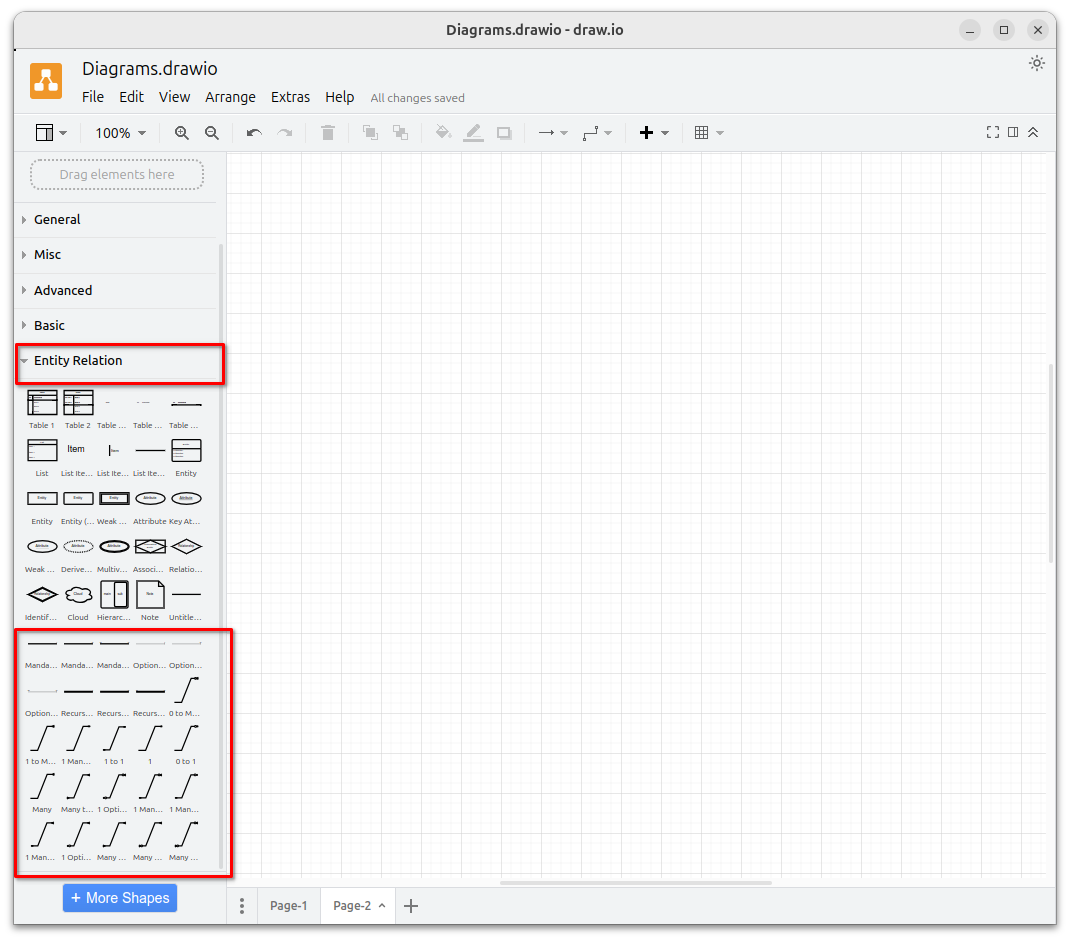 Diagrams.drawio - draw.io
Diagrams.drawio
File Edit View Arrange Extras Help All changes saved
100%
Drag elements here
General
Misc
Advanced
Basic
Entity Relation
Table 1 Table 2 Table ... Table ... Table ...
Item
List List Ite... List Ite... List Ite... Entity
Entity Entity Entity Attribute Attribute
Entity Entity (... Weak ... Attribute Key At...
Attribute Attribute Attribute Relationship
Weak ... Derive... Multiv... Associ... Relatio...
Cloud Note
Identif... Cloud Hierarc... Note Untitle...
Manda... Manda... Manda... Option... Option...
Option... Recurs... Recurs... Recurs... 0 to M...
1 to M... 1 Man... 1 to 1 1 0 to 1
Many Many t... 1 Opti... 1 Man... 1 Man...
1 Man... 1 Opti... Many ... Many ... Many ...
+ More Shapes
Page-1 Page-2